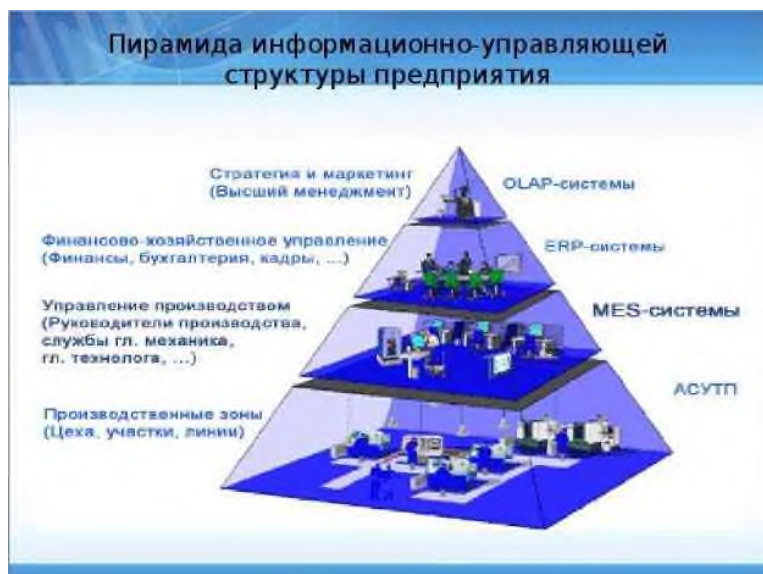 Пирамида информационно-управляющей
структуры предприятия
Стратегия и маркетинг
(Высший менеджмент)
OLAP-системы
Финансово-хозяйственное управление
(Финансы, бухгалтерия, кадры, ...)
ERP-системы
Управление производством
(Руководители производства,
службы гл. механика,
гл. технолога, ...)
MES-системы
АСУТП
Производственные зоны
(Цеха, участки, линии)